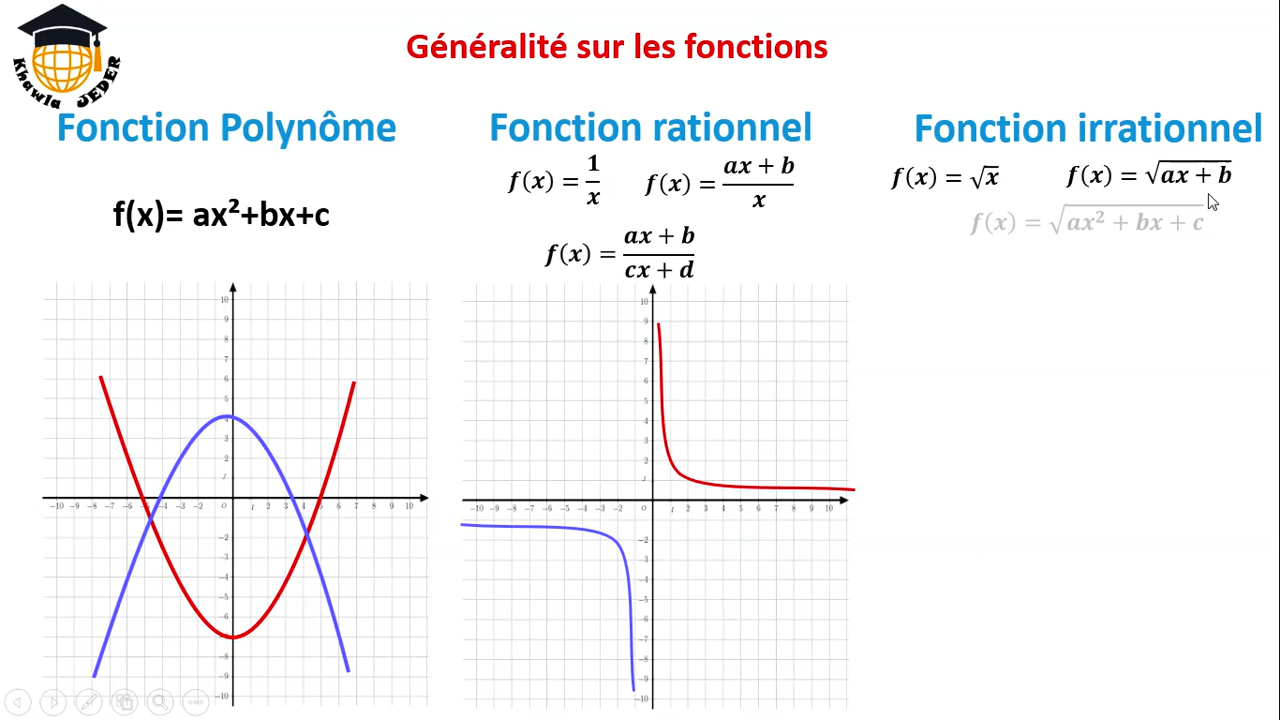 Khawla JEDER
Généralité sur les fonctions
Fonction Polynôme
f(x)= ax²+bx+c
Fonction rationnel
f(x) = 1/x
f(x) = (ax + b)/x
f(x) = (ax + b)/(cx + d)
Fonction irrationnel
f(x) = √x
f(x) = √(ax + b)
f(x) = √(ax² + bx + c)